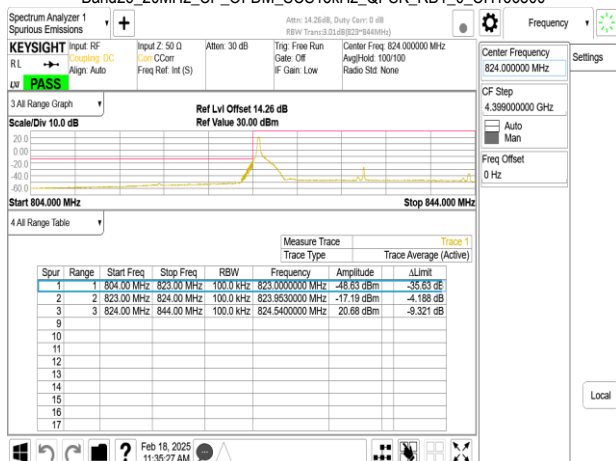 Spectrum Analyzer 1
Spurious Emissions
Attn: 14.26dB, Duty Corr: 0 dB
RBW Trans:3.01dB(823~844MHz)
Frequency
KEYSIGHT
RL
LXI
PASS
Input: RF
Coupling: DC
Align: Auto
Input Z: 50 Ω
Corr CCorr
Freq Ref: Int (S)
Atten: 30 dB
Trig: Free Run
Gate: Off
IF Gain: Low
Center Freq: 824.000000 MHz
Avg|Hold: 100/100
Radio Std: None
Center Frequency
824.000000 MHz
Settings
CF Step
4.399000000 GHz
Auto
Man
Freq Offset
0 Hz
3 All Range Graph
Scale/Div 10.0 dB
Ref Lvl Offset 14.26 dB
Ref Value 30.00 dBm
20.0
0.00
-20.0
-40.0
-60.0
Start 804.000 MHz
Stop 844.000 MHz
4 All Range Table
Measure Trace Trace 1
Trace Type Trace Average (Active)
Spur Range Start Freq Stop Freq RBW Frequency Amplitude ΔLimit
1 1 804.00 MHz 823.00 MHz 100.0 kHz 823.0000000 MHz -48.63 dBm -35.63 dB
2 2 823.00 MHz 824.00 MHz 100.0 kHz 823.9530000 MHz -17.19 dBm -4.188 dB
3 3 824.00 MHz 844.00 MHz 100.0 kHz 824.5400000 MHz 20.68 dBm -9.321 dB
9
10
11
12
13
14
15
16
17
Local
?
Feb 18, 2025
11:35:27 AM